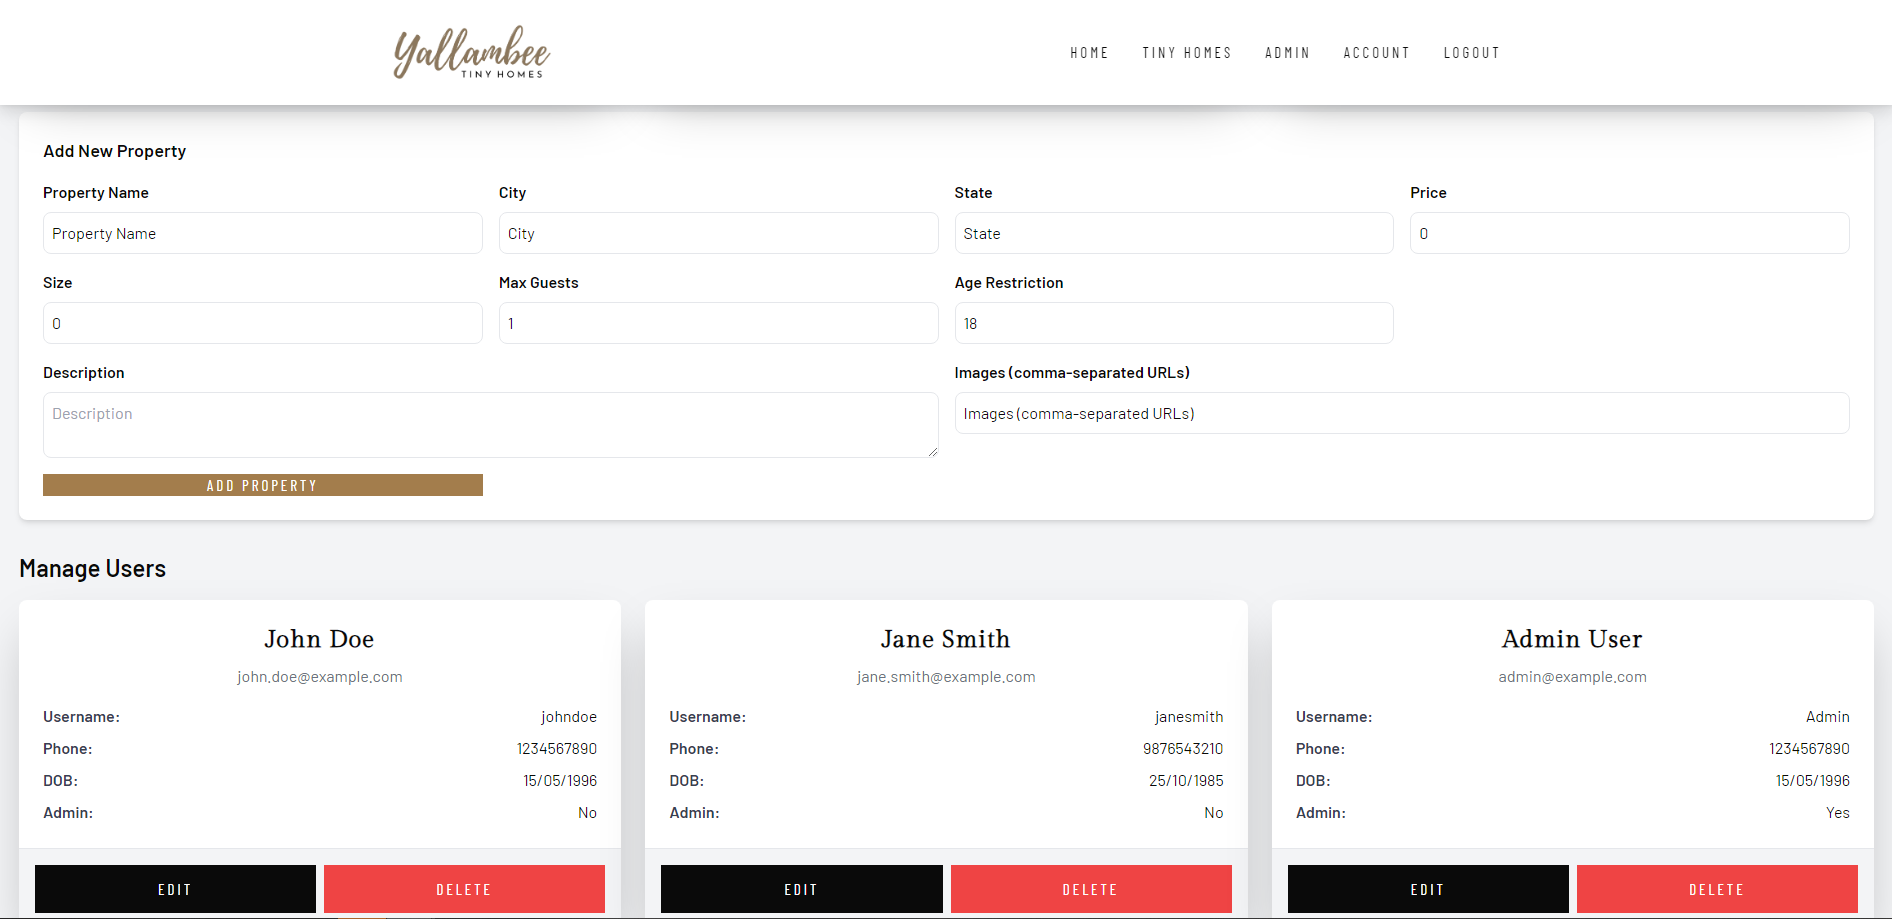 Yallambee
TINY HOMES
HOME TINY HOMES ADMIN ACCOUNT LOGOUT
Add New Property
Property Name City State Price
Property Name City State 0
Size Max Guests Age Restriction
0 1 18
Description Images (comma-separated URLs)
Description Images (comma-separated URLs)
ADD PROPERTY
Manage Users
John Doe
john.doe@example.com
Username: johndoe
Phone: 1234567890
DOB: 15/05/1996
Admin: No
EDIT DELETE
Jane Smith
jane.smith@example.com
Username: janesmith
Phone: 9876543210
DOB: 25/10/1985
Admin: No
EDIT DELETE
Admin User
admin@example.com
Username: Admin
Phone: 1234567890
DOB: 15/05/1996
Admin: Yes
EDIT DELETE